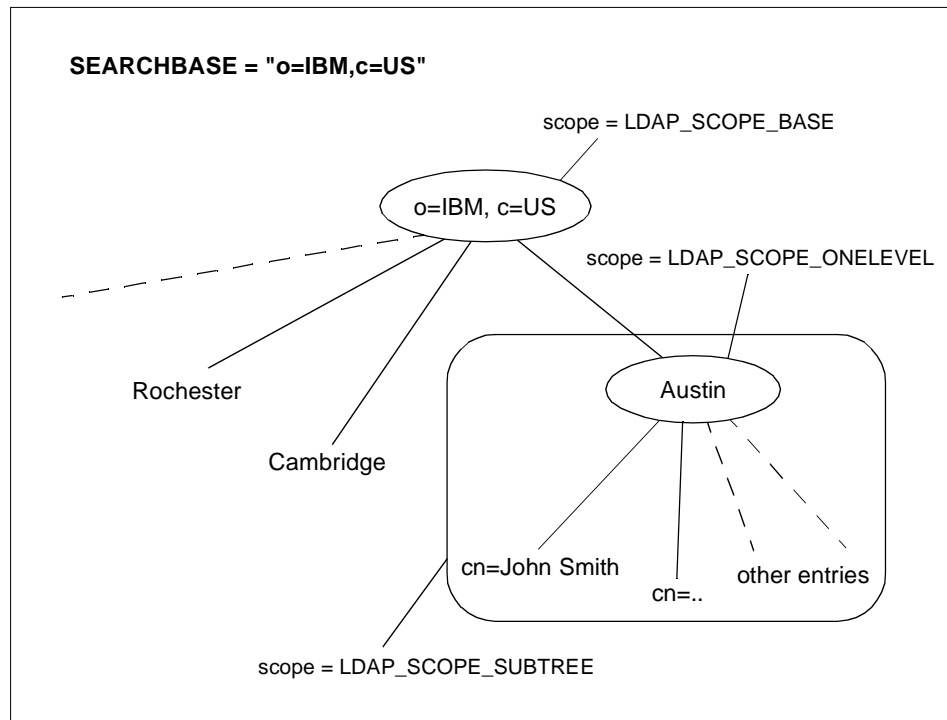 SEARCHBASE = "o=IBM,c=US"
scope = LDAP_SCOPE_BASE
o=IBM, c=US
scope = LDAP_SCOPE_ONELEVEL
Rochester
Austin
Cambridge
cn=John Smith
other entries
cn=..
scope = LDAP_SCOPE_SUBTREE